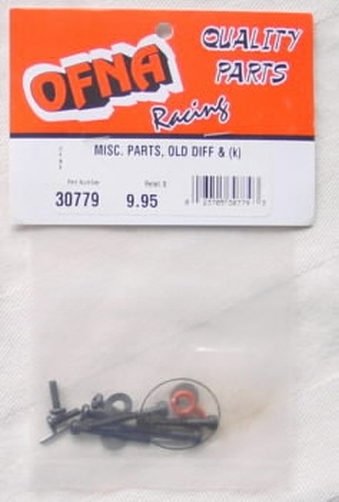 OFNA
QUALITY
PARTS
Racing
MISC. PARTS, OLD DIFF & (k)
Part Number
Retail $
30779
9.95